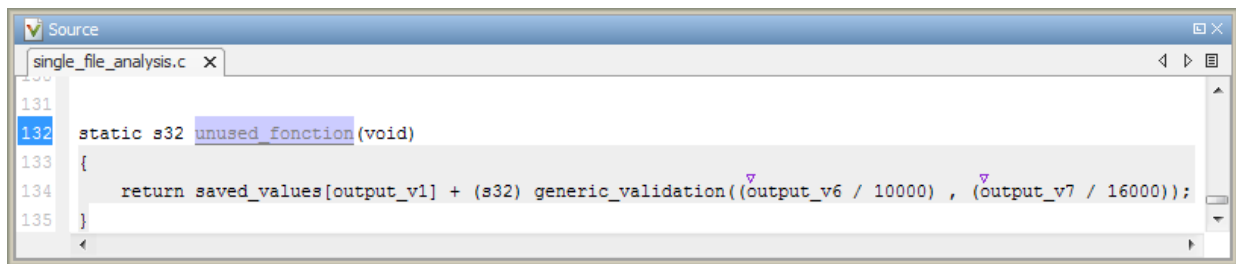 Source
single_file_analysis.c X
131
132 static s32 unused_fonction(void)
133 {
134 return saved_values[output_v1] + (s32) generic_validation((output_v6 / 10000) , (output_v7 / 16000));
135 }